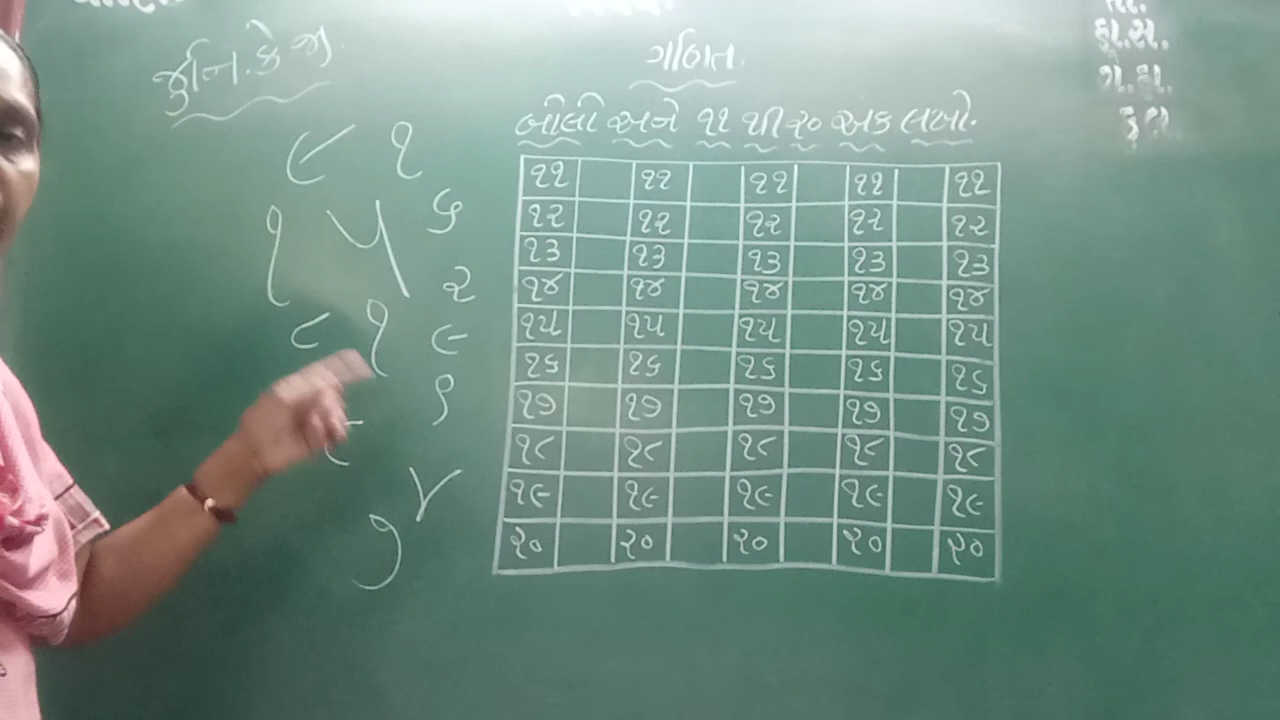 જુનિ. કે.જી.
ગણિત.
બોલો અને ૧૧ થી ૨૦ અંક લખો.
તા.
ફા.સ.
ગે.હા.
કુલ
૯ ૧
૧ ૫ ૬
૨
૮ ૧ ૯
૧
૪
૭
૧૧ ૧૧ ૧૧ ૧૧ ૧૧
૧૨ ૧૨ ૧૨ ૧૨ ૧૨
૧૩ ૧૩ ૧૩ ૧૩ ૧૩
૧૪ ૧૪ ૧૪ ૧૪ ૧૪
૧૫ ૧૫ ૧૫ ૧૫ ૧૫
૧૬ ૧૬ ૧૬ ૧૬ ૧૬
૧૭ ૧૭ ૧૭ ૧૭ ૧૭
૧૮ ૧૮ ૧૮ ૧૮ ૧૮
૧૯ ૧૯ ૧૯ ૧૯ ૧૯
૨૦ ૨૦ ૨૦ ૨૦ ૨૦